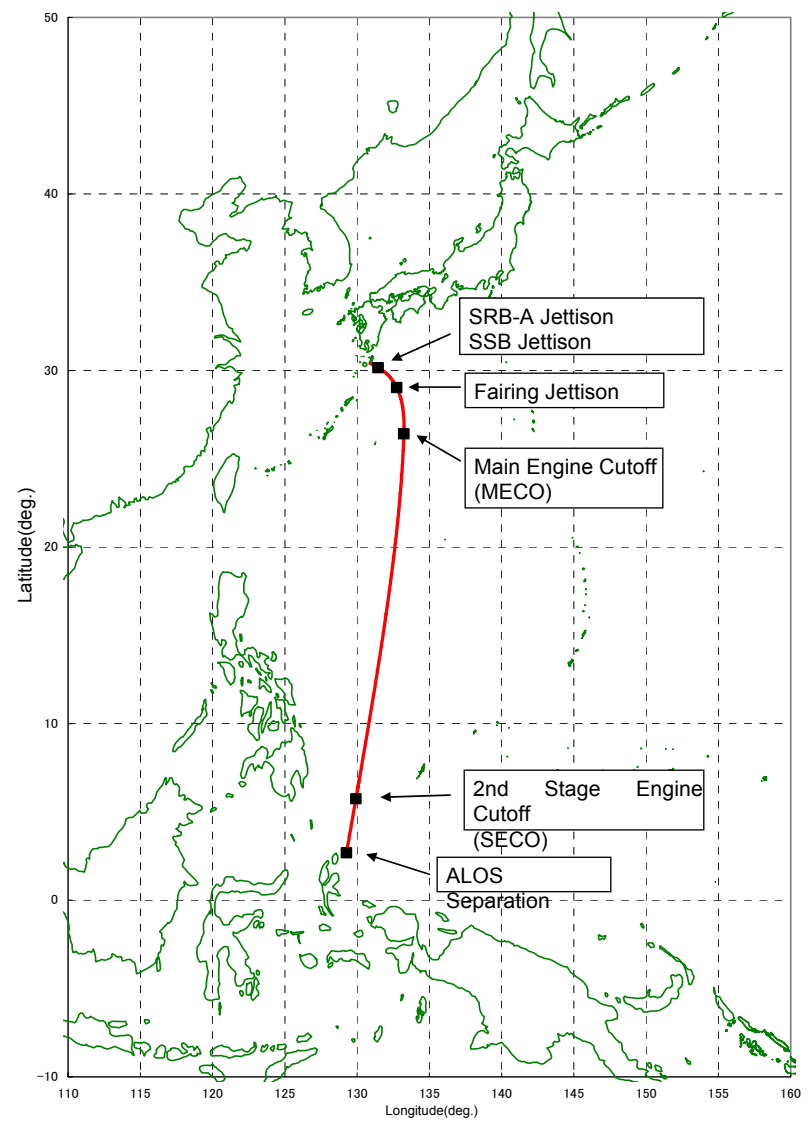 50
40
30
20
10
0
−10
Latitude(deg.)
SRB-A Jettison
SSB Jettison
Fairing Jettison
Main Engine Cutoff
(MECO)
2nd Stage Engine
Cutoff
(SECO)
ALOS
Separation
110 115 120 125 130 135 140 145 150 155 160
Longitude(deg.)